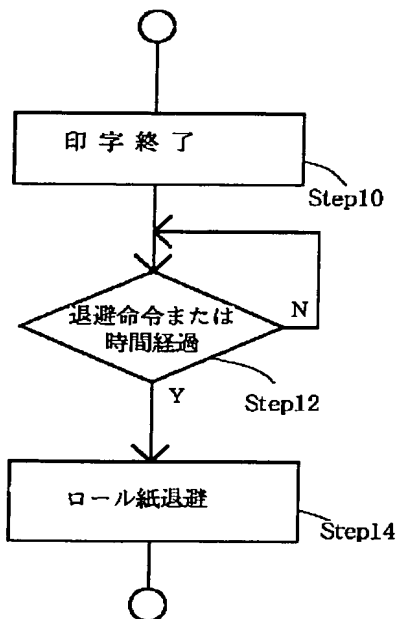 印字終了
Step10
退避命令または
時間経過
N
Y
Step12
ロール紙退避
Step14